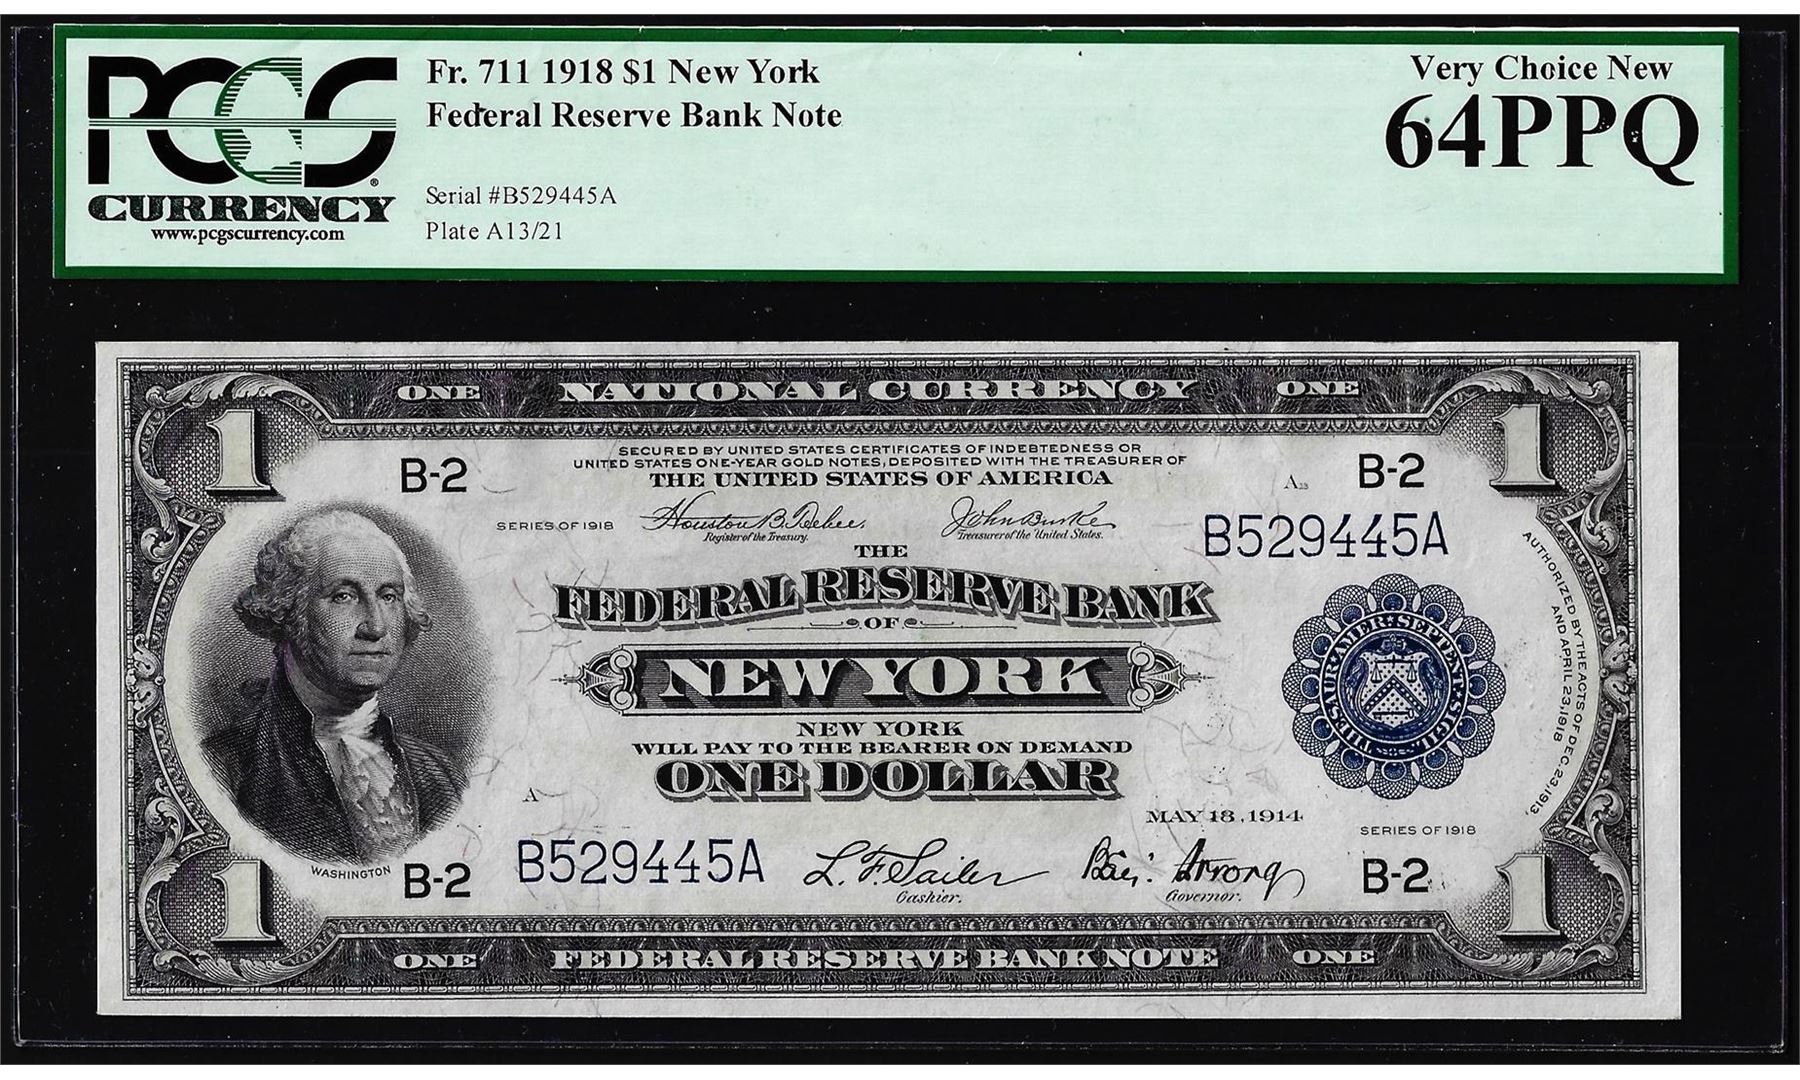 PCGS
CURRENCY
www.pcgscurrency.com
Fr. 711 1918 $1 New York
Federal Reserve Bank Note
Serial #B529445A
Plate A13/21
Very Choice New
64PPQ
ONE NATIONAL CURRENCY ONE
1 1
SECURED BY UNITED STATES CERTIFICATES OF INDEBTEDNESS OR
UNITED STATES ONE-YEAR GOLD NOTES, DEPOSITED WITH THE TREASURER OF
THE UNITED STATES OF AMERICA
B-2 B-2
SERIES OF 1918 Houston B. Teehee John Burke
Register of the Treasury. Treasurer of the United States.
B529445A
THE
FEDERAL RESERVE BANK
OF
NEW YORK
NEW YORK
WILL PAY TO THE BEARER ON DEMAND
ONE DOLLAR
THESAUR. AMER. SEPTENT. SIGIL.
AUTHORIZED BY THE ACTS OF DEC. 23, 1913,
AND APRIL 23, 1918
A
MAY 18, 1914
SERIES OF 1918
WASHINGTON
B-2 B529445A L. F. Sailer Benj. Strong B-2
Cashier. Governor.
1 1
ONE FEDERAL RESERVE BANK NOTE ONE